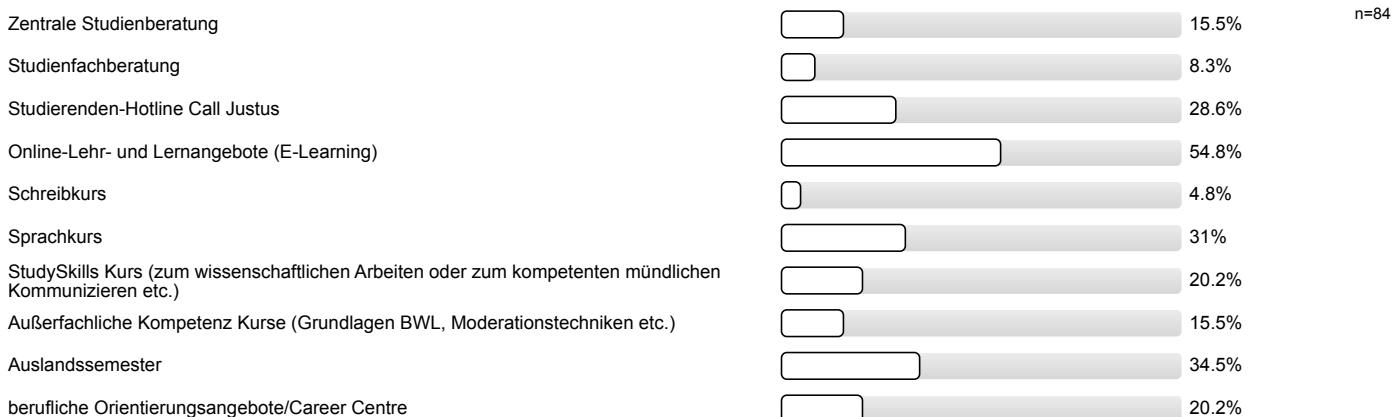 Zentrale Studienberatung 15.5% n=84
Studienfachberatung 8.3%
Studierenden-Hotline Call Justus 28.6%
Online-Lehr- und Lernangebote (E-Learning) 54.8%
Schreibkurs 4.8%
Sprachkurs 31%
StudySkills Kurs (zum wissenschaftlichen Arbeiten oder zum kompetenten mündlichen
Kommunizieren etc.) 20.2%
Außerfachliche Kompetenz Kurse (Grundlagen BWL, Moderationstechniken etc.) 15.5%
Auslandssemester 34.5%
berufliche Orientierungsangebote/Career Centre 20.2%